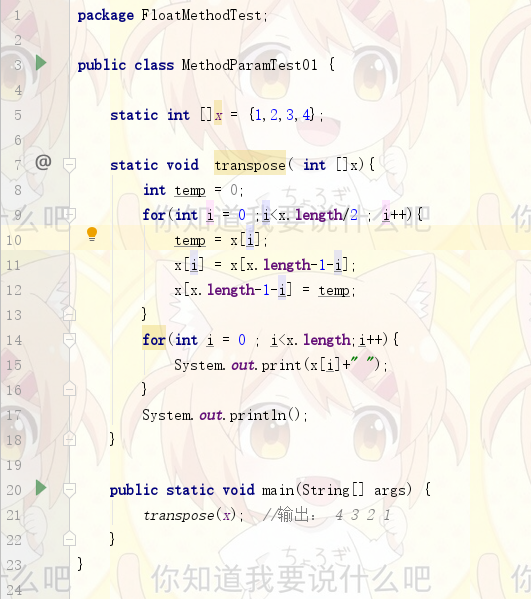 1 package FloatMethodTest;
2
3 public class MethodParamTest01 {
4
5 static int []x = {1,2,3,4};
6
7 @ static void transpose( int []x){
8 int temp = 0;
9 for(int i = 0 ;i<x.length/2 ; i++){
10 temp = x[i];
11 x[i] = x[x.length-1-i];
12 x[x.length-1-i] = temp;
13 }
14 for(int i = 0 ; i<x.length;i++){
15 System.out.print(x[i]+" ");
16 }
17 System.out.println();
18 }
19
20 public static void main(String[] args) {
21 transpose(x); //输出: 4 3 2 1
22 }
23 }
24
ちょろぎ
什么吧 你知道我要说什么吧
ちょろぎ
什么吧 你知道我要说什么吧